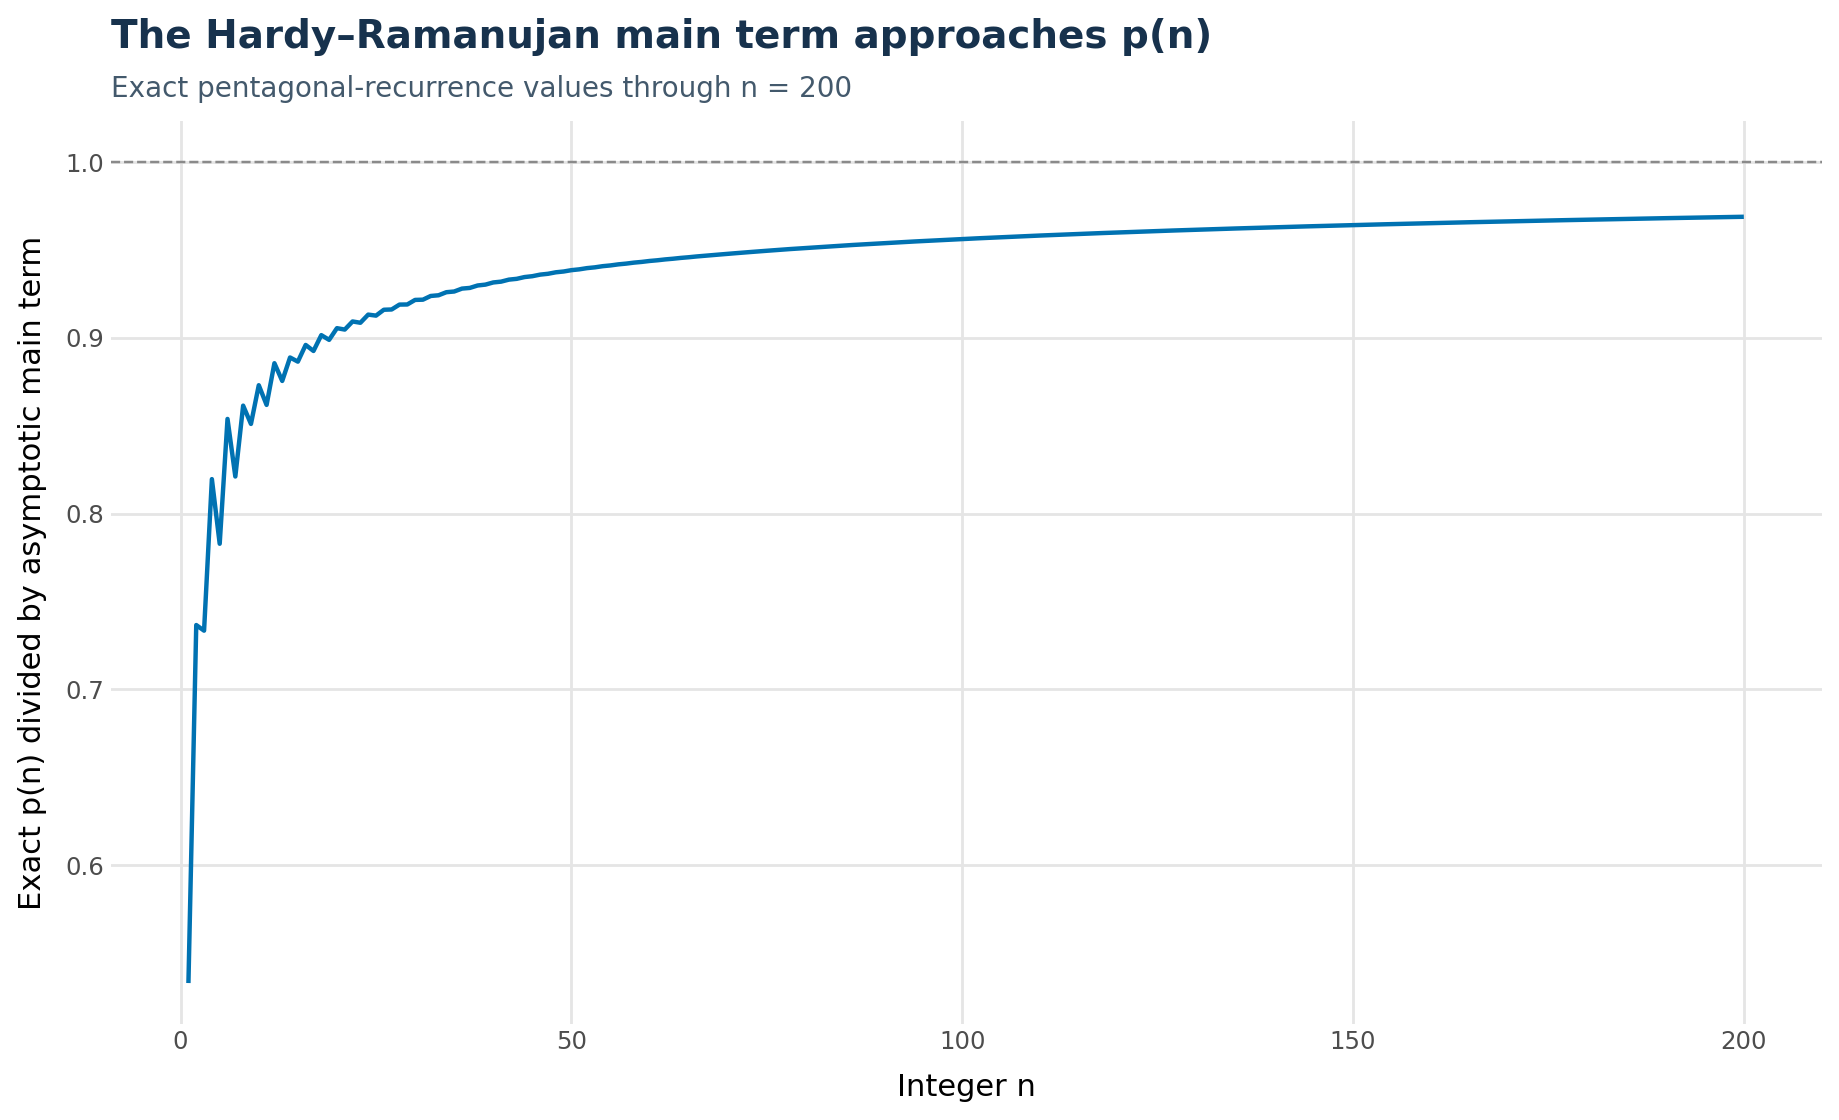 The Hardy–Ramanujan main term approaches p(n)
Exact pentagonal-recurrence values through n = 200
Exact p(n) divided by asymptotic main term
1.0
0.9
0.8
0.7
0.6
0 50 100 150 200
Integer n